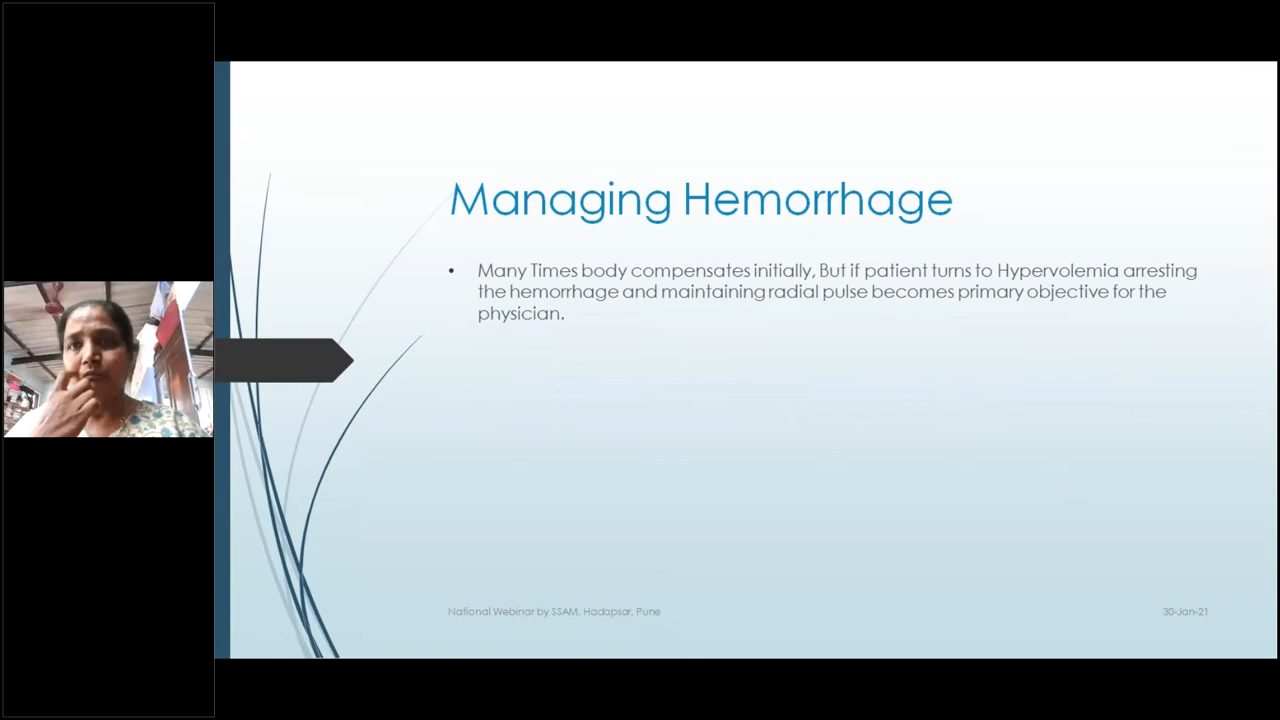 Managing Hemorrhage
• Many Times body compensates initially, But if patient turns to Hypervolemia arresting
the hemorrhage and maintaining radial pulse becomes primary objective for the
physician.
National Webinar by SSAM, Hadapsar, Pune
30-Jan-21